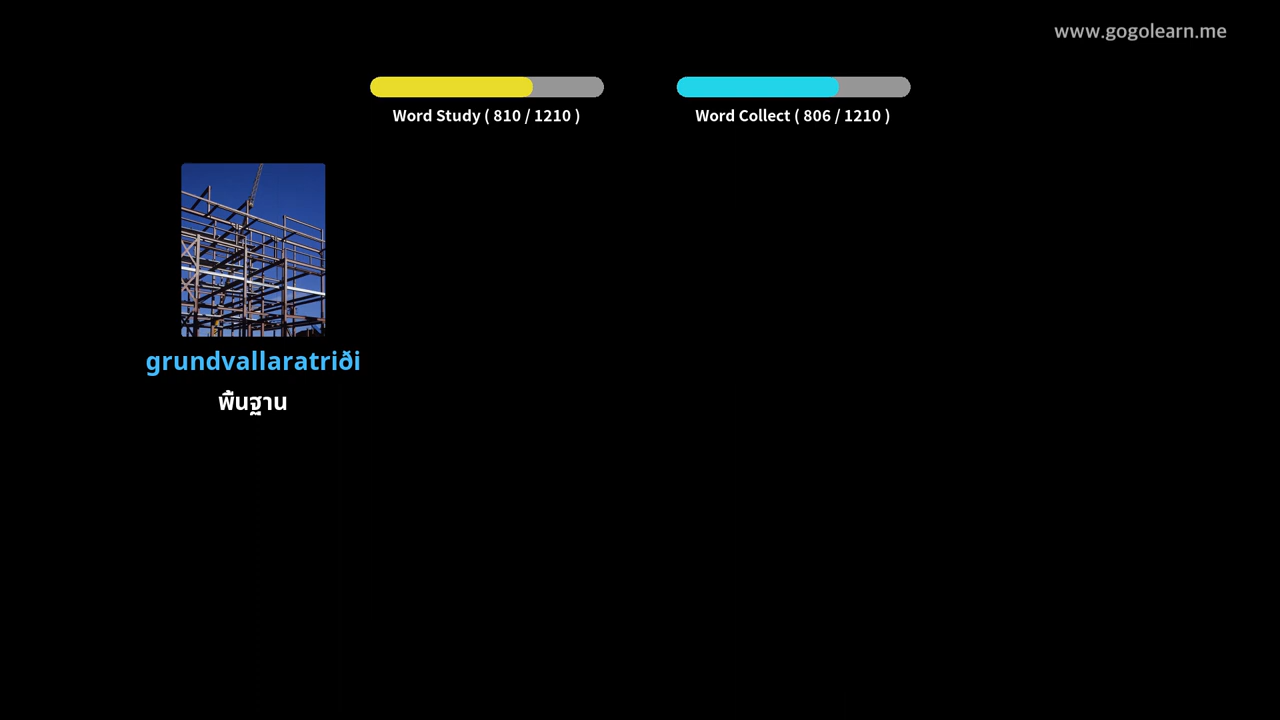 www.gogolearn.me
Word Study ( 810 / 1210 )
Word Collect ( 806 / 1210 )
grundvallaratriði
พื้นฐาน